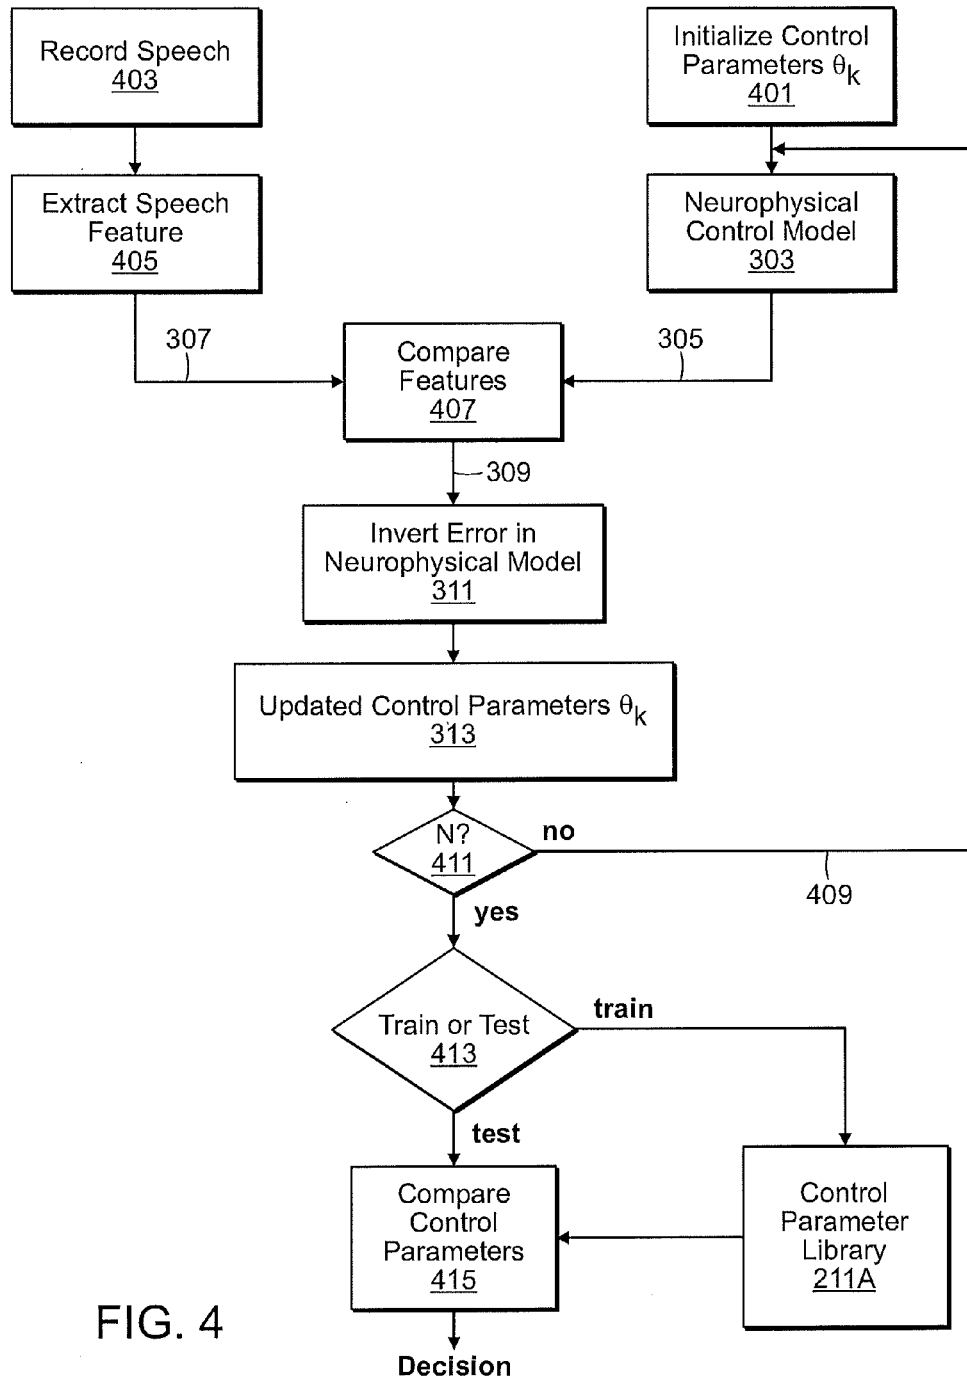 Record Speech
403
Initialize Control
Parameters θk
401
Extract Speech
Feature
405
Neurophysical
Control Model
303
307
305
Compare
Features
407
309
Invert Error in
Neurophysical Model
311
Updated Control Parameters θk
313
N?
411
no
409
yes
Train or Test
413
train
test
Compare
Control
Parameters
415
Control
Parameter
Library
211A
FIG. 4
Decision